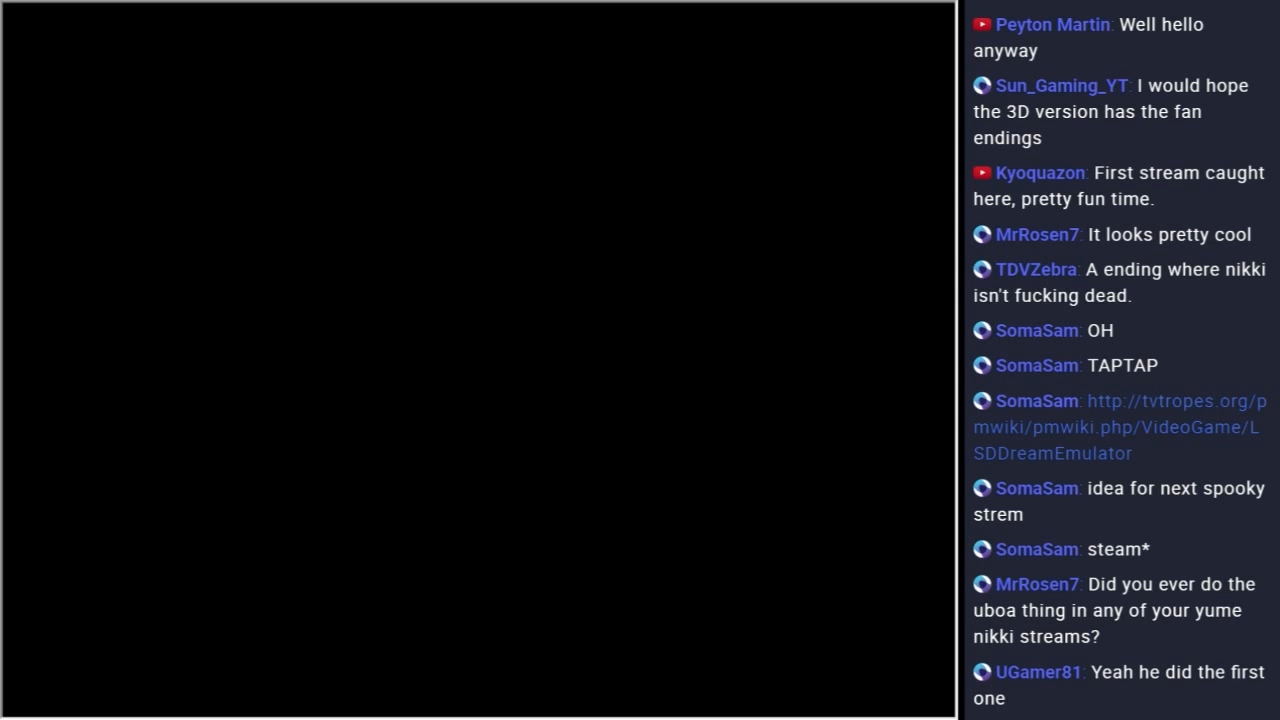 Peyton Martin: Well hello
anyway
Sun_Gaming_YT: I would hope
the 3D version has the fan
endings
Kyoquazon: First stream caught
here, pretty fun time.
MrRosen7: It looks pretty cool
TDVZebra: A ending where nikki
isn't fucking dead.
SomaSam: OH
SomaSam: TAPTAP
SomaSam: http://tvtropes.org/p
mwiki/pmwiki.php/VideoGame/L
SDDreamEmulator
SomaSam: idea for next spooky
strem
SomaSam: steam*
MrRosen7: Did you ever do the
uboa thing in any of your yume
nikki streams?
UGamer81: Yeah he did the first
one